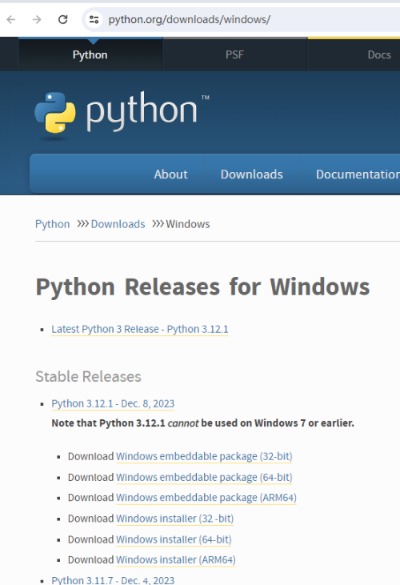 python.org/downloads/windows/
Python PSF Docs
python™
About Downloads Documentation
Python >>> Downloads >>> Windows
Python Releases for Windows
Latest Python 3 Release - Python 3.12.1
Stable Releases
Python 3.12.1 - Dec. 8, 2023
Note that Python 3.12.1 cannot be used on Windows 7 or earlier.
Download Windows embeddable package (32-bit)
Download Windows embeddable package (64-bit)
Download Windows embeddable package (ARM64)
Download Windows installer (32 -bit)
Download Windows installer (64-bit)
Download Windows installer (ARM64)
Python 3.11.7 - Dec. 4, 2023